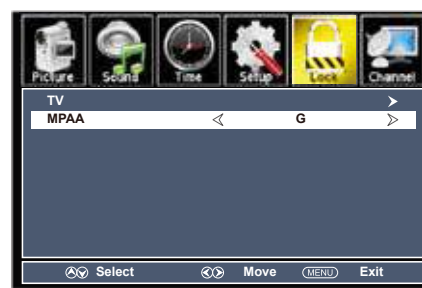 Picture Sound Time Setup Lock Channel
TV
MPAA G
Select Move MENU Exit